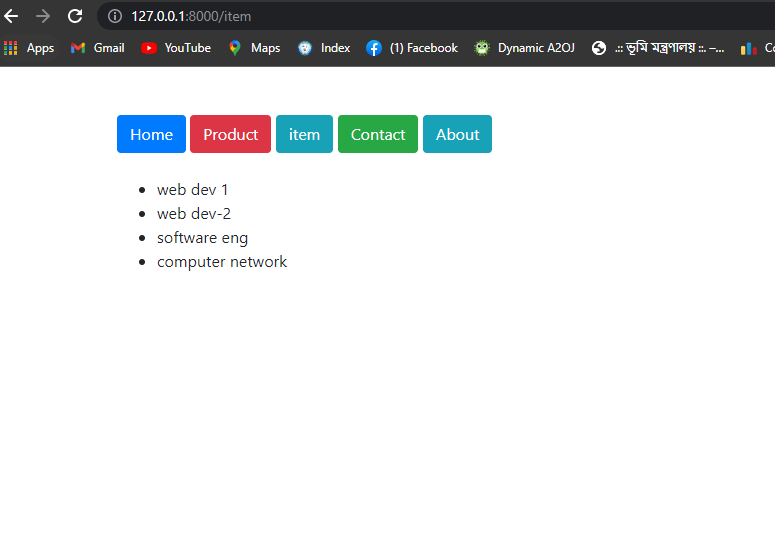 127.0.0.1:8000/item
Apps Gmail YouTube Maps Index (1) Facebook Dynamic A2OJ .:: ভূমি মন্ত্রণালয় ::. –... Co
Home Product item Contact About
web dev 1
web dev-2
software eng
computer network